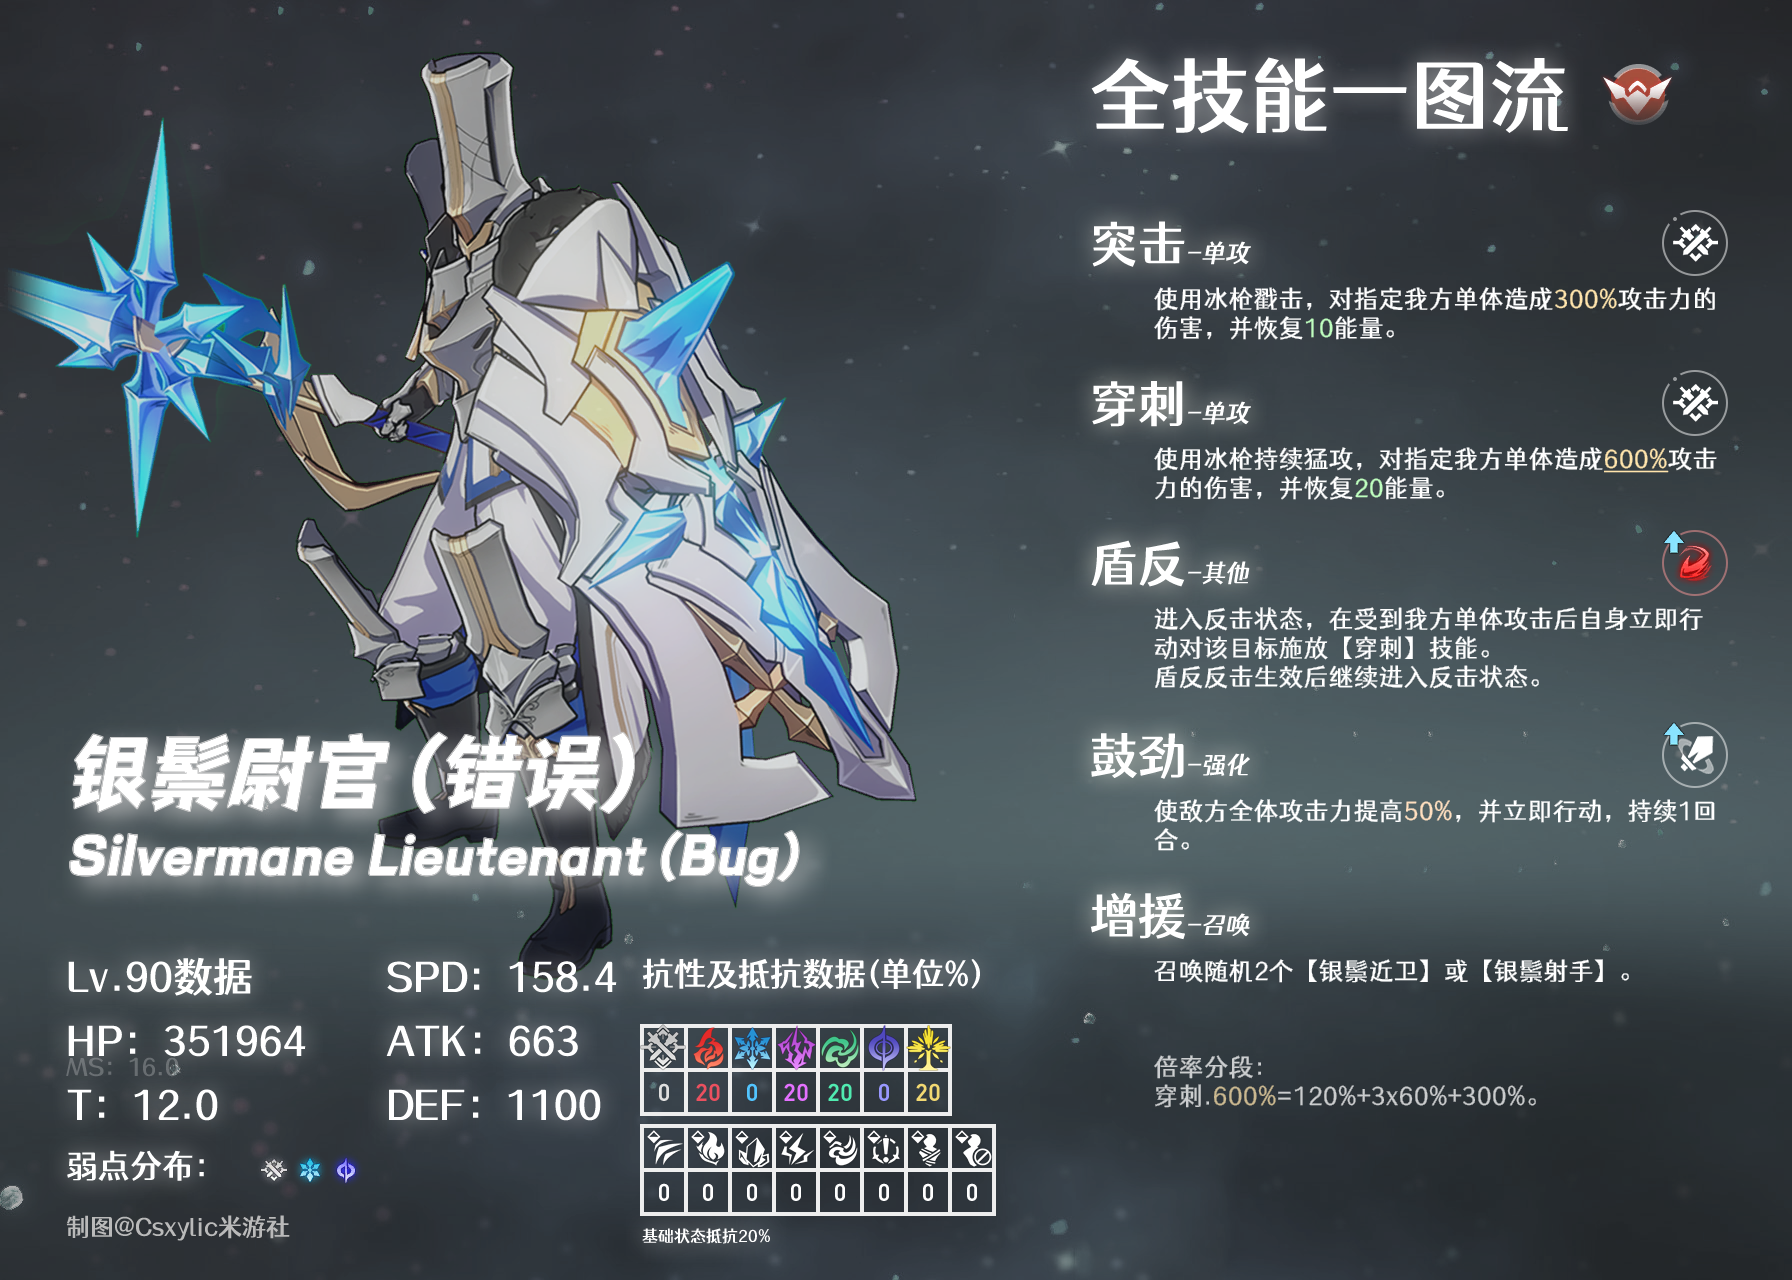 全技能一图流
突击-单攻
使用冰枪戳击，对指定我方单体造成300%攻击力的
伤害，并恢复10能量。
穿刺-单攻
使用冰枪持续猛攻，对指定我方单体造成600%攻击
力的伤害，并恢复20能量。
盾反-其他
进入反击状态，在受到我方单体攻击后自身立即行
动对该目标施放【穿刺】技能。
盾反反击生效后继续进入反击状态。
鼓劲-强化
使敌方全体攻击力提高50%，并立即行动，持续1回
合。
增援-召唤
召唤随机2个【银鬃近卫】或【银鬃射手】。
倍率分段：
穿刺.600%=120%+3x60%+300%。
银鬃尉官（错误）
Silvermane Lieutenant (Bug)
Lv.90数据
SPD：158.4
HP：351964
ATK：663
MS：16.0
T：12.0
DEF：1100
弱点分布：
制图@Csxylic米游社
抗性及抵抗数据(单位%)
0 20 0 20 20 0 20
0 0 0 0 0 0 0 0
基础状态抵抗20%